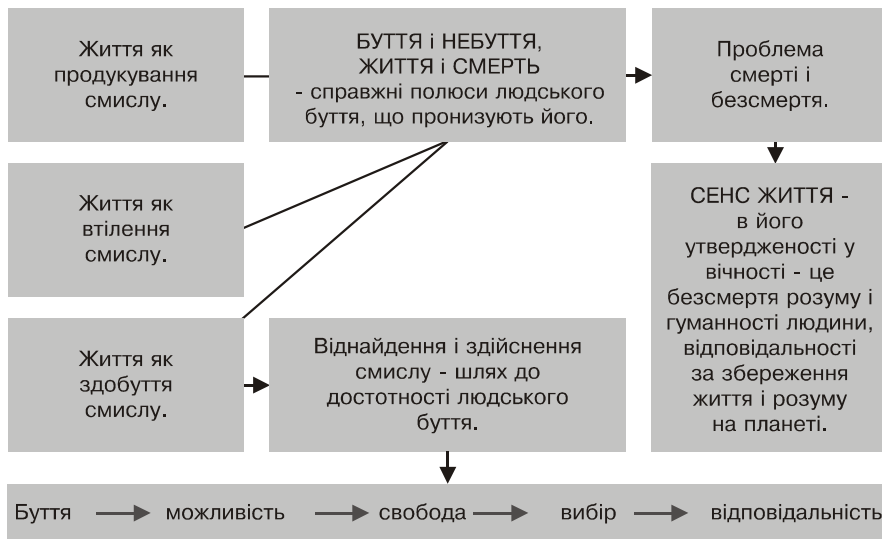 Життя як
продукування
смислу.
БУТТЯ і НЕБУТТЯ,
ЖИТТЯ і СМЕРТЬ
- справжні полюси людського
буття, що пронизують його.
Проблема
смерті і
безсмертя.
Життя як
втілення
смислу.
СЕНС ЖИТТЯ -
в його
утвердженості у
вічності - це
безсмертя розуму і
гуманності людини,
відповідальності
за збереження
життя і розуму
на планеті.
Життя як
здобуття
смислу.
Віднайдення і здійснення
смислу - шлях до
достотності людського
буття.
Буття можливість свобода вибір відповідальність